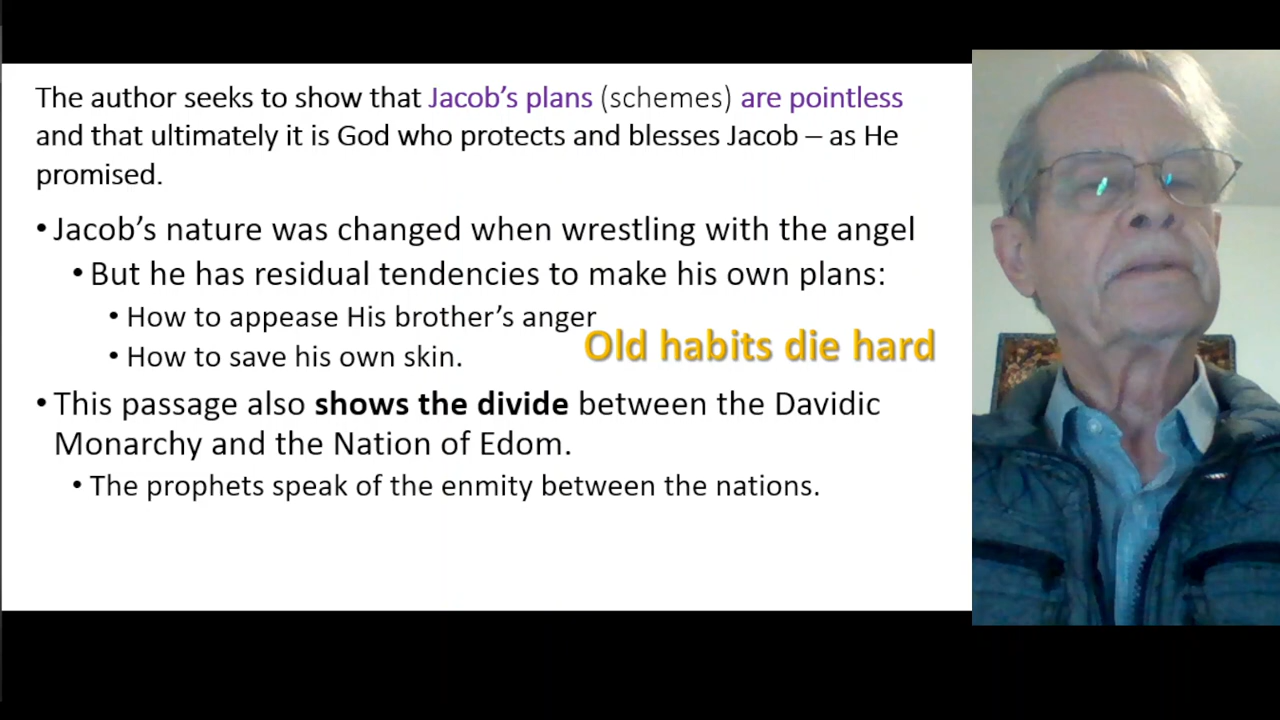 The author seeks to show that Jacob's plans (schemes) are pointless
and that ultimately it is God who protects and blesses Jacob – as He
promised.
• Jacob's nature was changed when wrestling with the angel
• But he has residual tendencies to make his own plans:
• How to appease His brother's anger
Old habits die hard
• How to save his own skin.
• This passage also shows the divide between the Davidic
Monarchy and the Nation of Edom.
• The prophets speak of the enmity between the nations.